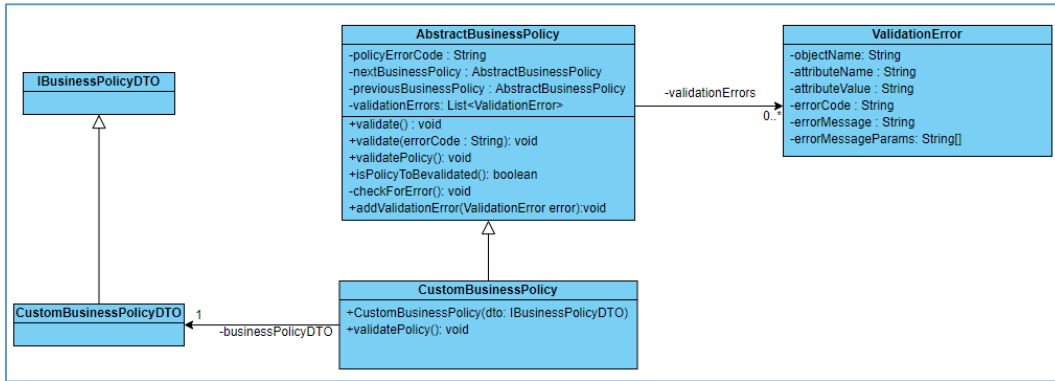 AbstractBusinessPolicy
-policyErrorCode : String
-nextBusinessPolicy : AbstractBusinessPolicy
-previousBusinessPolicy : AbstractBusinessPolicy
-validationErrors: List<ValidationError>
+validate() : void
+validate(errorCode : String): void
+validatePolicy(): void
+isPolicyToBevalidated(): boolean
-checkForError(): void
+addValidationError(ValidationError error):void
ValidationError
-objectName: String
-attributeName : String
-attributeValue : String
-errorCode : String
-errorMessage : String
-errorMessageParams: String[]
-validationErrors
0..*
IBusinessPolicyDTO
CustomBusinessPolicyDTO
1
-businessPolicyDTO
CustomBusinessPolicy
+CustomBusinessPolicy(dto: IBusinessPolicyDTO)
+validatePolicy(): void